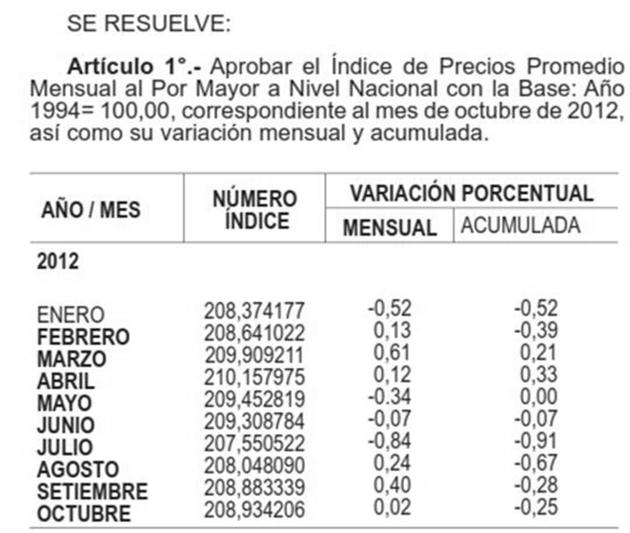 SE RESUELVE:
Artículo 1°.- Aprobar el Índice de Precios Promedio
Mensual al Por Mayor a Nivel Nacional con la Base: Año
1994= 100,00, correspondiente al mes de octubre de 2012,
así como su variación mensual y acumulada.
AÑO / MES NÚMERO ÍNDICE VARIACIÓN PORCENTUAL
MENSUAL ACUMULADA
2012
ENERO 208,374177 -0,52 -0,52
FEBRERO 208,641022 0,13 -0,39
MARZO 209,909211 0,61 0,21
ABRIL 210,157975 0,12 0,33
MAYO 209,452819 -0.34 0,00
JUNIO 209,308784 -0,07 -0,07
JULIO 207,550522 -0,84 -0,91
AGOSTO 208,048090 0,24 -0,67
SETIEMBRE 208,883339 0,40 -0,28
OCTUBRE 208,934206 0,02 -0,25